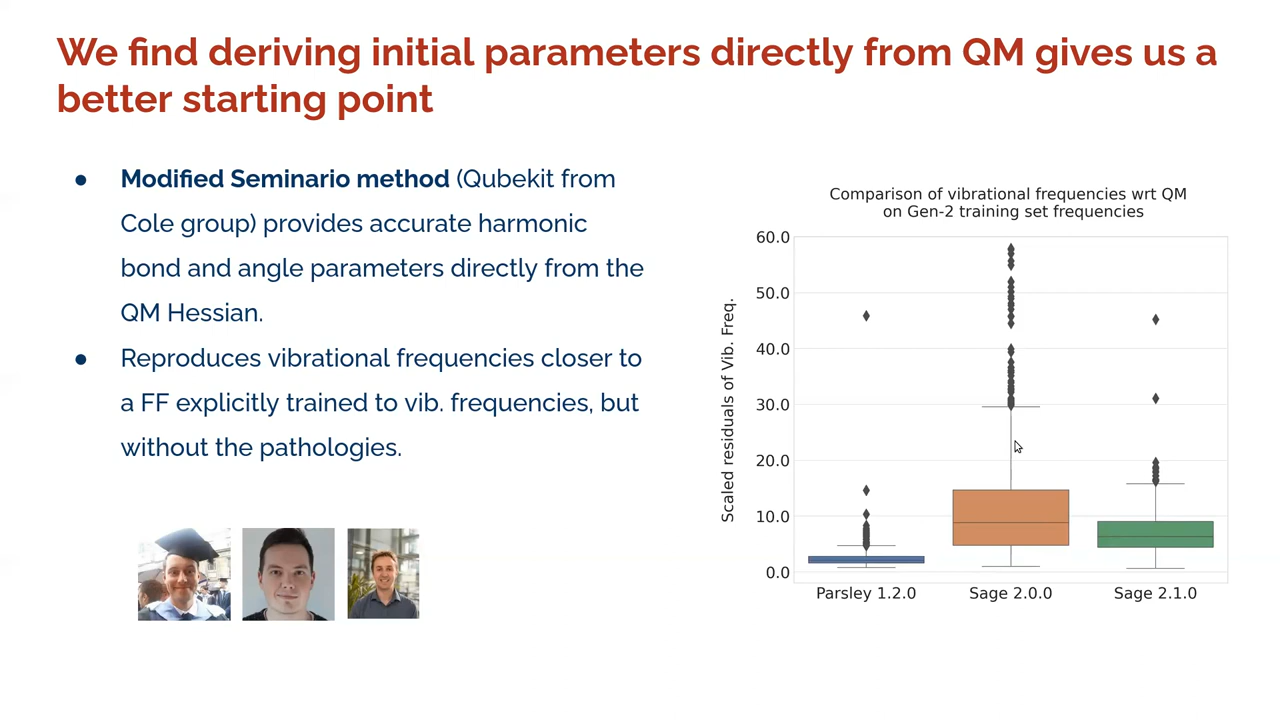 We find deriving initial parameters directly from QM gives us a
better starting point
● Modified Seminario method (Qubekit from
Cole group) provides accurate harmonic
bond and angle parameters directly from the
QM Hessian.
● Reproduces vibrational frequencies closer to
a FF explicitly trained to vib. frequencies, but
without the pathologies.
Comparison of vibrational frequencies wrt QM
on Gen-2 training set frequencies
Scaled residuals of Vib. Freq.
60.0
50.0
40.0
30.0
20.0
10.0
0.0
Parsley 1.2.0
Sage 2.0.0
Sage 2.1.0